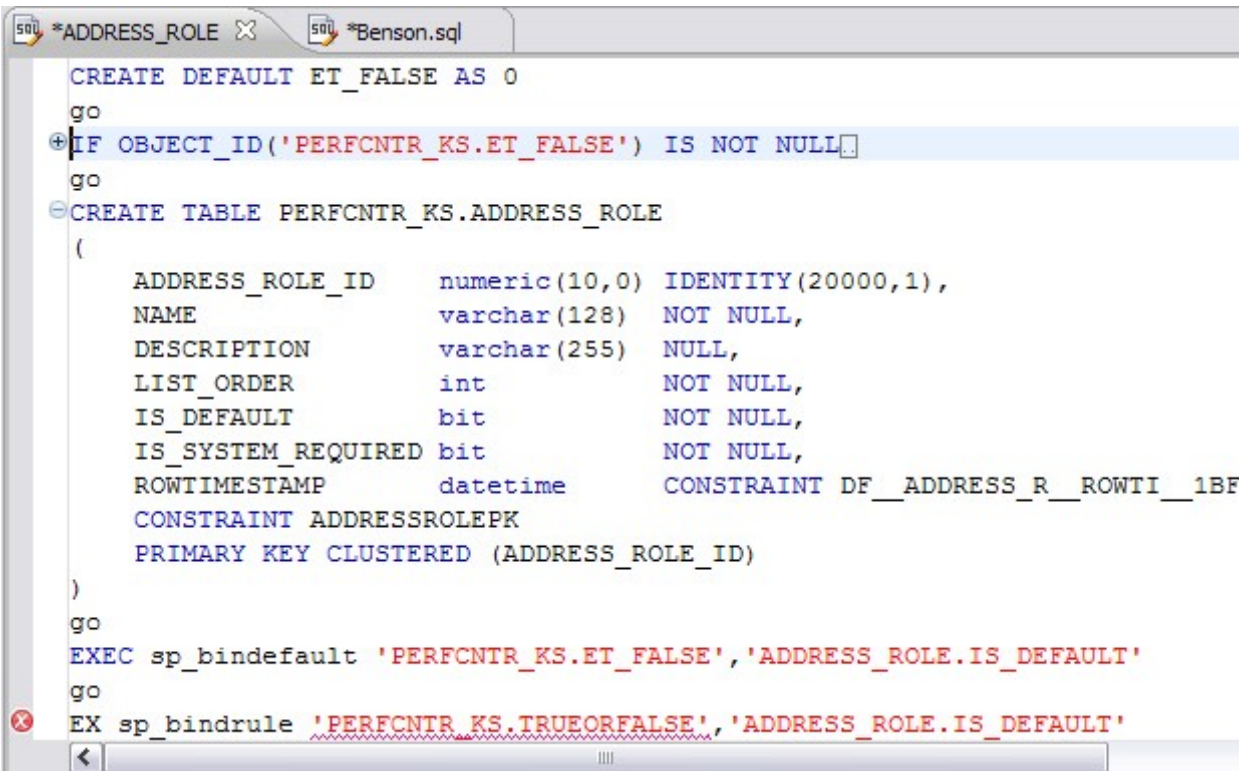 *ADDRESS_ROLE *Benson.sql
CREATE DEFAULT ET_FALSE AS 0
go
IF OBJECT_ID('PERFCNTR_KS.ET_FALSE') IS NOT NULL
go
CREATE TABLE PERFCNTR_KS.ADDRESS_ROLE
(
ADDRESS_ROLE_ID numeric(10,0) IDENTITY(20000,1),
NAME varchar(128) NOT NULL,
DESCRIPTION varchar(255) NULL,
LIST_ORDER int NOT NULL,
IS_DEFAULT bit NOT NULL,
IS_SYSTEM_REQUIRED bit NOT NULL,
ROWTIMESTAMP datetime CONSTRAINT DF__ADDRESS_R__ROWTI__1BF
CONSTRAINT ADDRESSROLEPK
PRIMARY KEY CLUSTERED (ADDRESS_ROLE_ID)
)
go
EXEC sp_bindefault 'PERFCNTR_KS.ET_FALSE','ADDRESS_ROLE.IS_DEFAULT'
go
EX sp_bindrule 'PERFCNTR_KS.TRUEORFALSE','ADDRESS_ROLE.IS_DEFAULT'